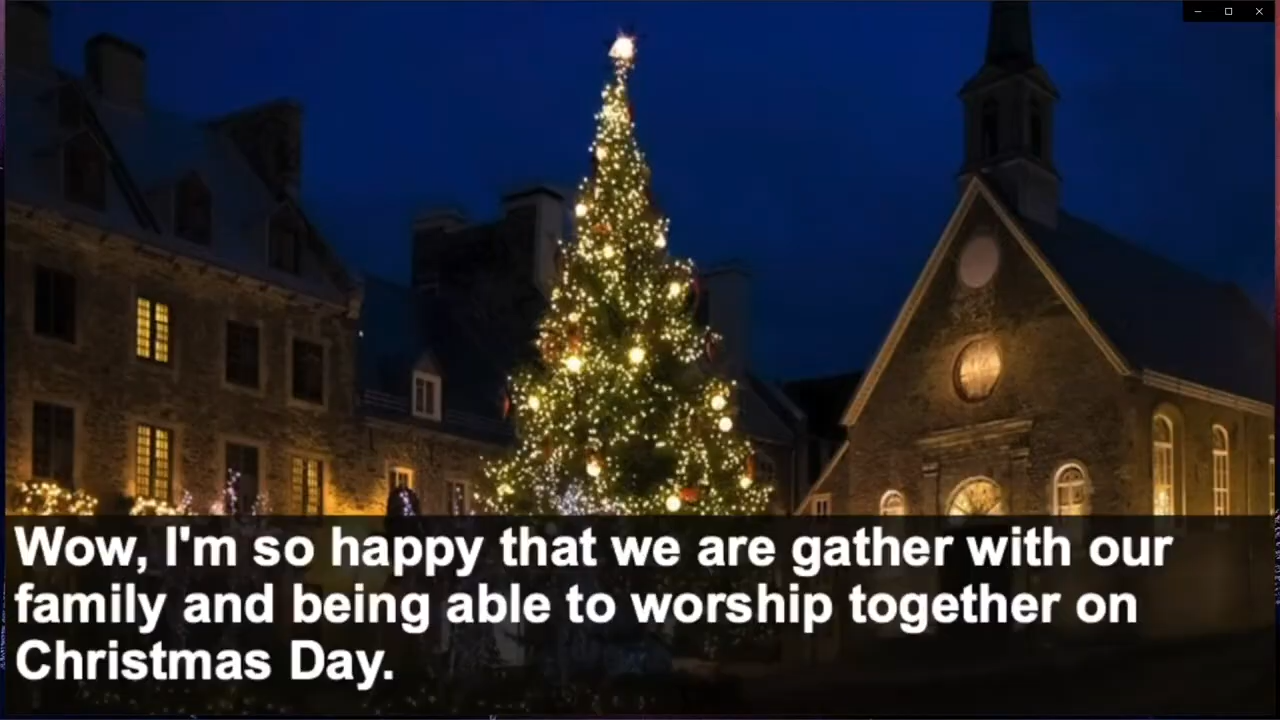 Wow, I'm so happy that we are gather with our
family and being able to worship together on
Christmas Day.